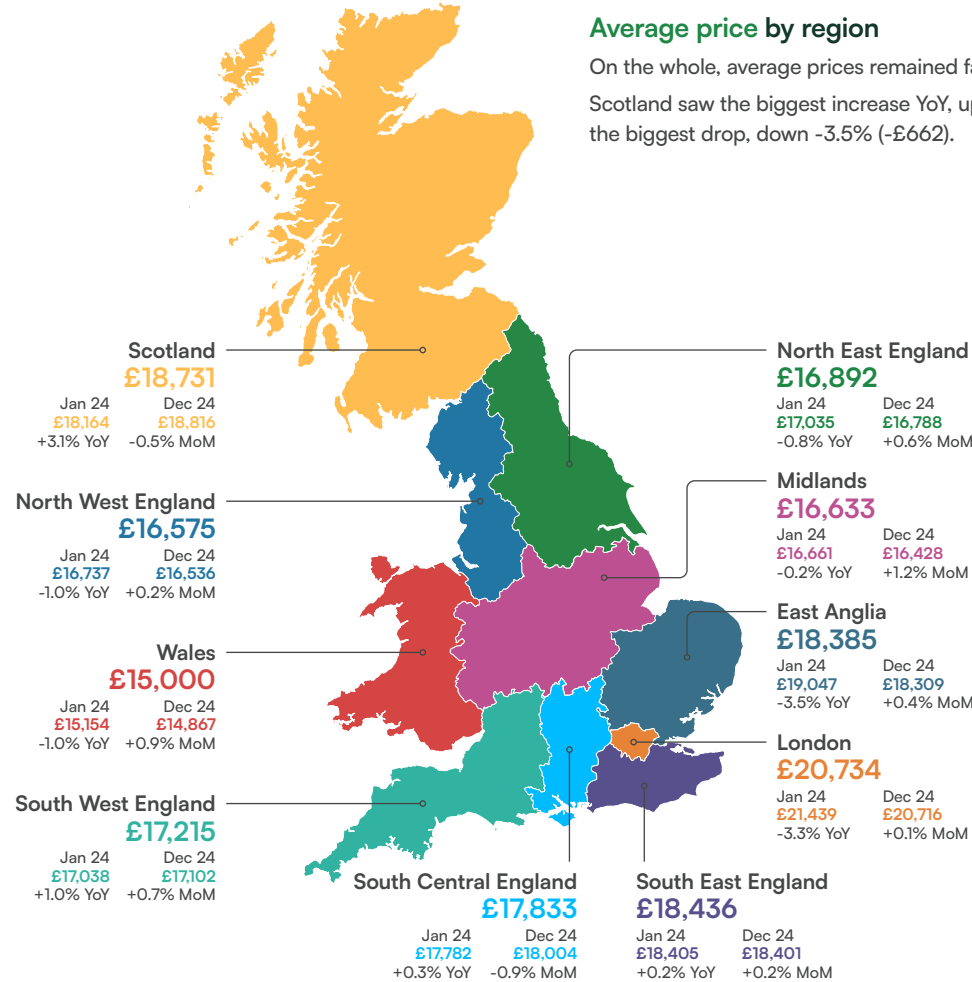 Average price by region
On the whole, average prices remained
Scotland saw the biggest increase YoY,
the biggest drop, down -3.5% (-£662).
Scotland
£18,731
Jan 24 Dec 24
£18,164 £18,816
+3.1% YoY -0.5% MoM
North East England
£16,892
Jan 24 Dec 24
£17,035 £16,788
-0.8% YoY +0.6% MoM
North West England
£16,575
Jan 24 Dec 24
£16,737 £16,536
-1.0% YoY +0.2% MoM
Midlands
£16,633
Jan 24 Dec 24
£16,661 £16,428
-0.2% YoY +1.2% MoM
East Anglia
£18,385
Jan 24 Dec 24
£19,047 £18,309
-3.5% YoY +0.4% MoM
Wales
£15,000
Jan 24 Dec 24
£15,154 £14,867
-1.0% YoY +0.9% MoM
London
£20,734
Jan 24 Dec 24
£21,439 £20,716
-3.3% YoY +0.1% MoM
South West England
£17,215
Jan 24 Dec 24
£17,038 £17,102
+1.0% YoY +0.7% MoM
South Central England
£17,833
Jan 24 Dec 24
£17,782 £18,004
+0.3% YoY -0.9% MoM
South East England
£18,436
Jan 24 Dec 24
£18,405 £18,401
+0.2% YoY +0.2% MoM